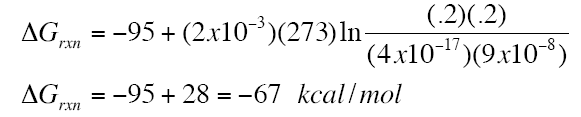 ΔG_rxn = −95 + (2x10⁻³)(273) ln (.2)(.2) / (4x10⁻¹⁷)(9x10⁻⁸)
ΔG_rxn = −95 + 28 = −67 kcal / mol